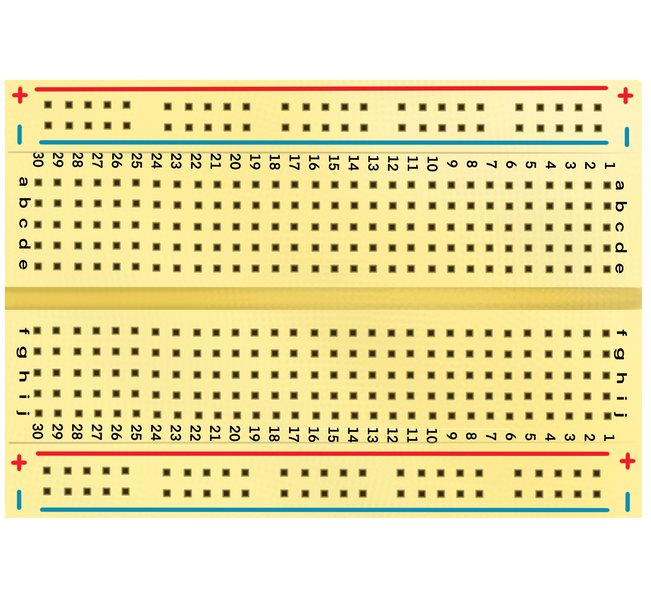 + +
− −
30 29 28 27 26 25 24 23 22 21 20 19 18 17 16 15 14 13 12 11 10 9 8 7 6 5 4 3 2 1
a a
b b
c c
d d
e e
f f
g g
h h
i i
j j
30 29 28 27 26 25 24 23 22 21 20 19 18 17 16 15 14 13 12 11 10 9 8 7 6 5 4 3 2 1
+ +
− −